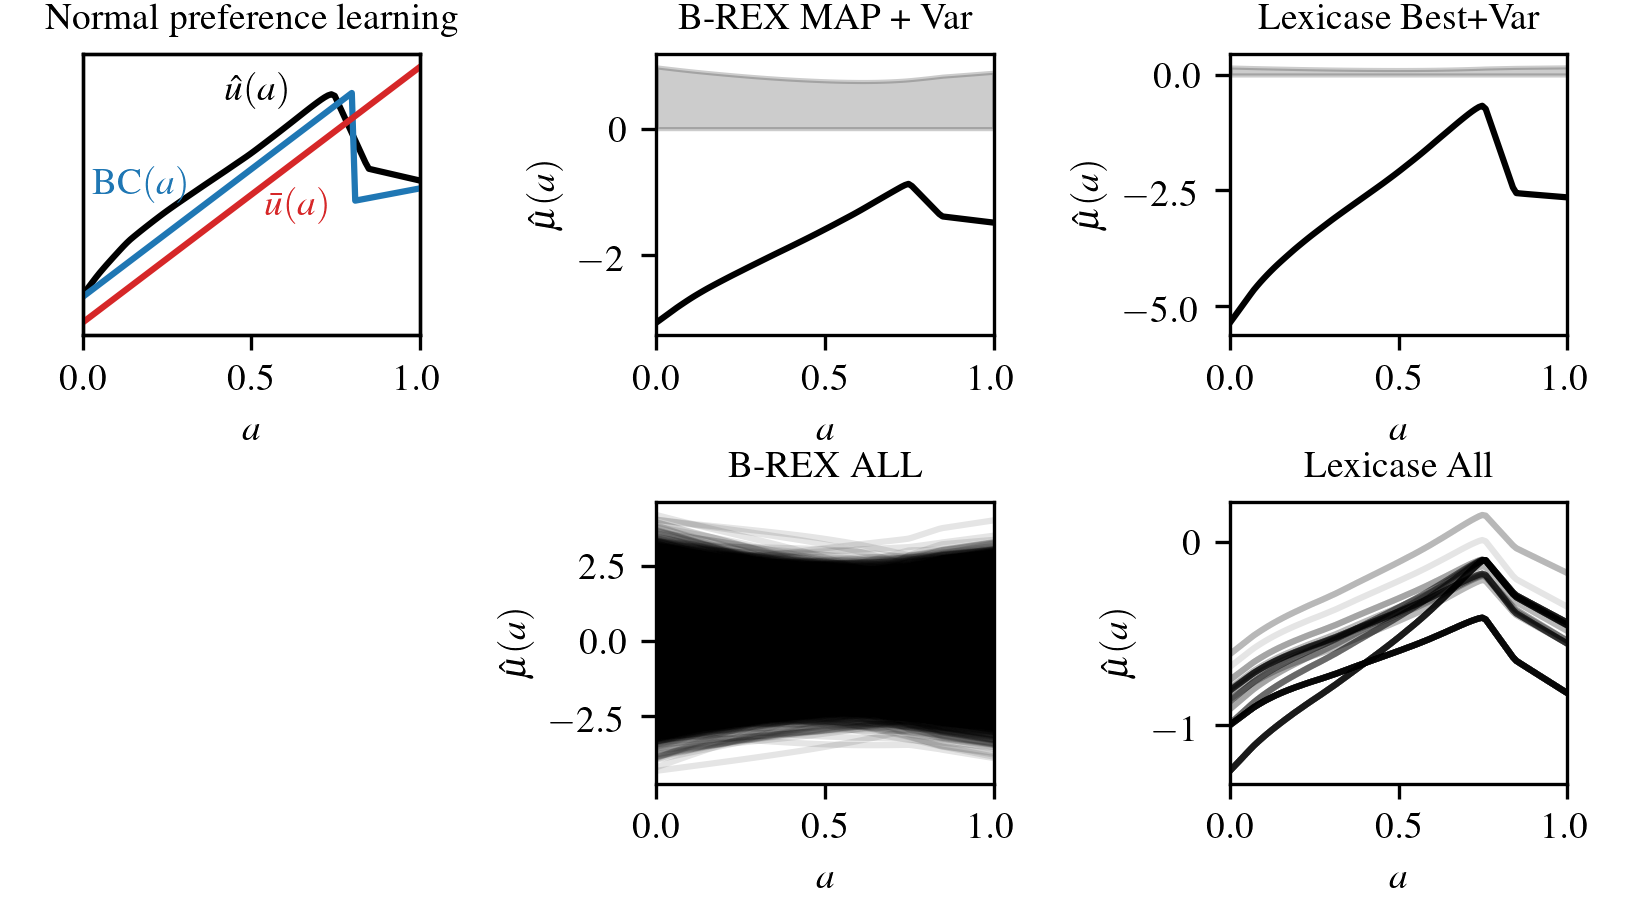 Normal preference learning
û(a)
BC(a)
ū(a)
0.0 0.5 1.0
a
B-REX MAP + Var
0
−2
μ̂(a)
0.0 0.5 1.0
a
Lexicase Best+Var
0.0
−2.5
−5.0
μ̂(a)
0.0 0.5 1.0
a
B-REX ALL
2.5
0.0
−2.5
μ̂(a)
0.0 0.5 1.0
a
Lexicase All
0
−1
μ̂(a)
0.0 0.5 1.0
a